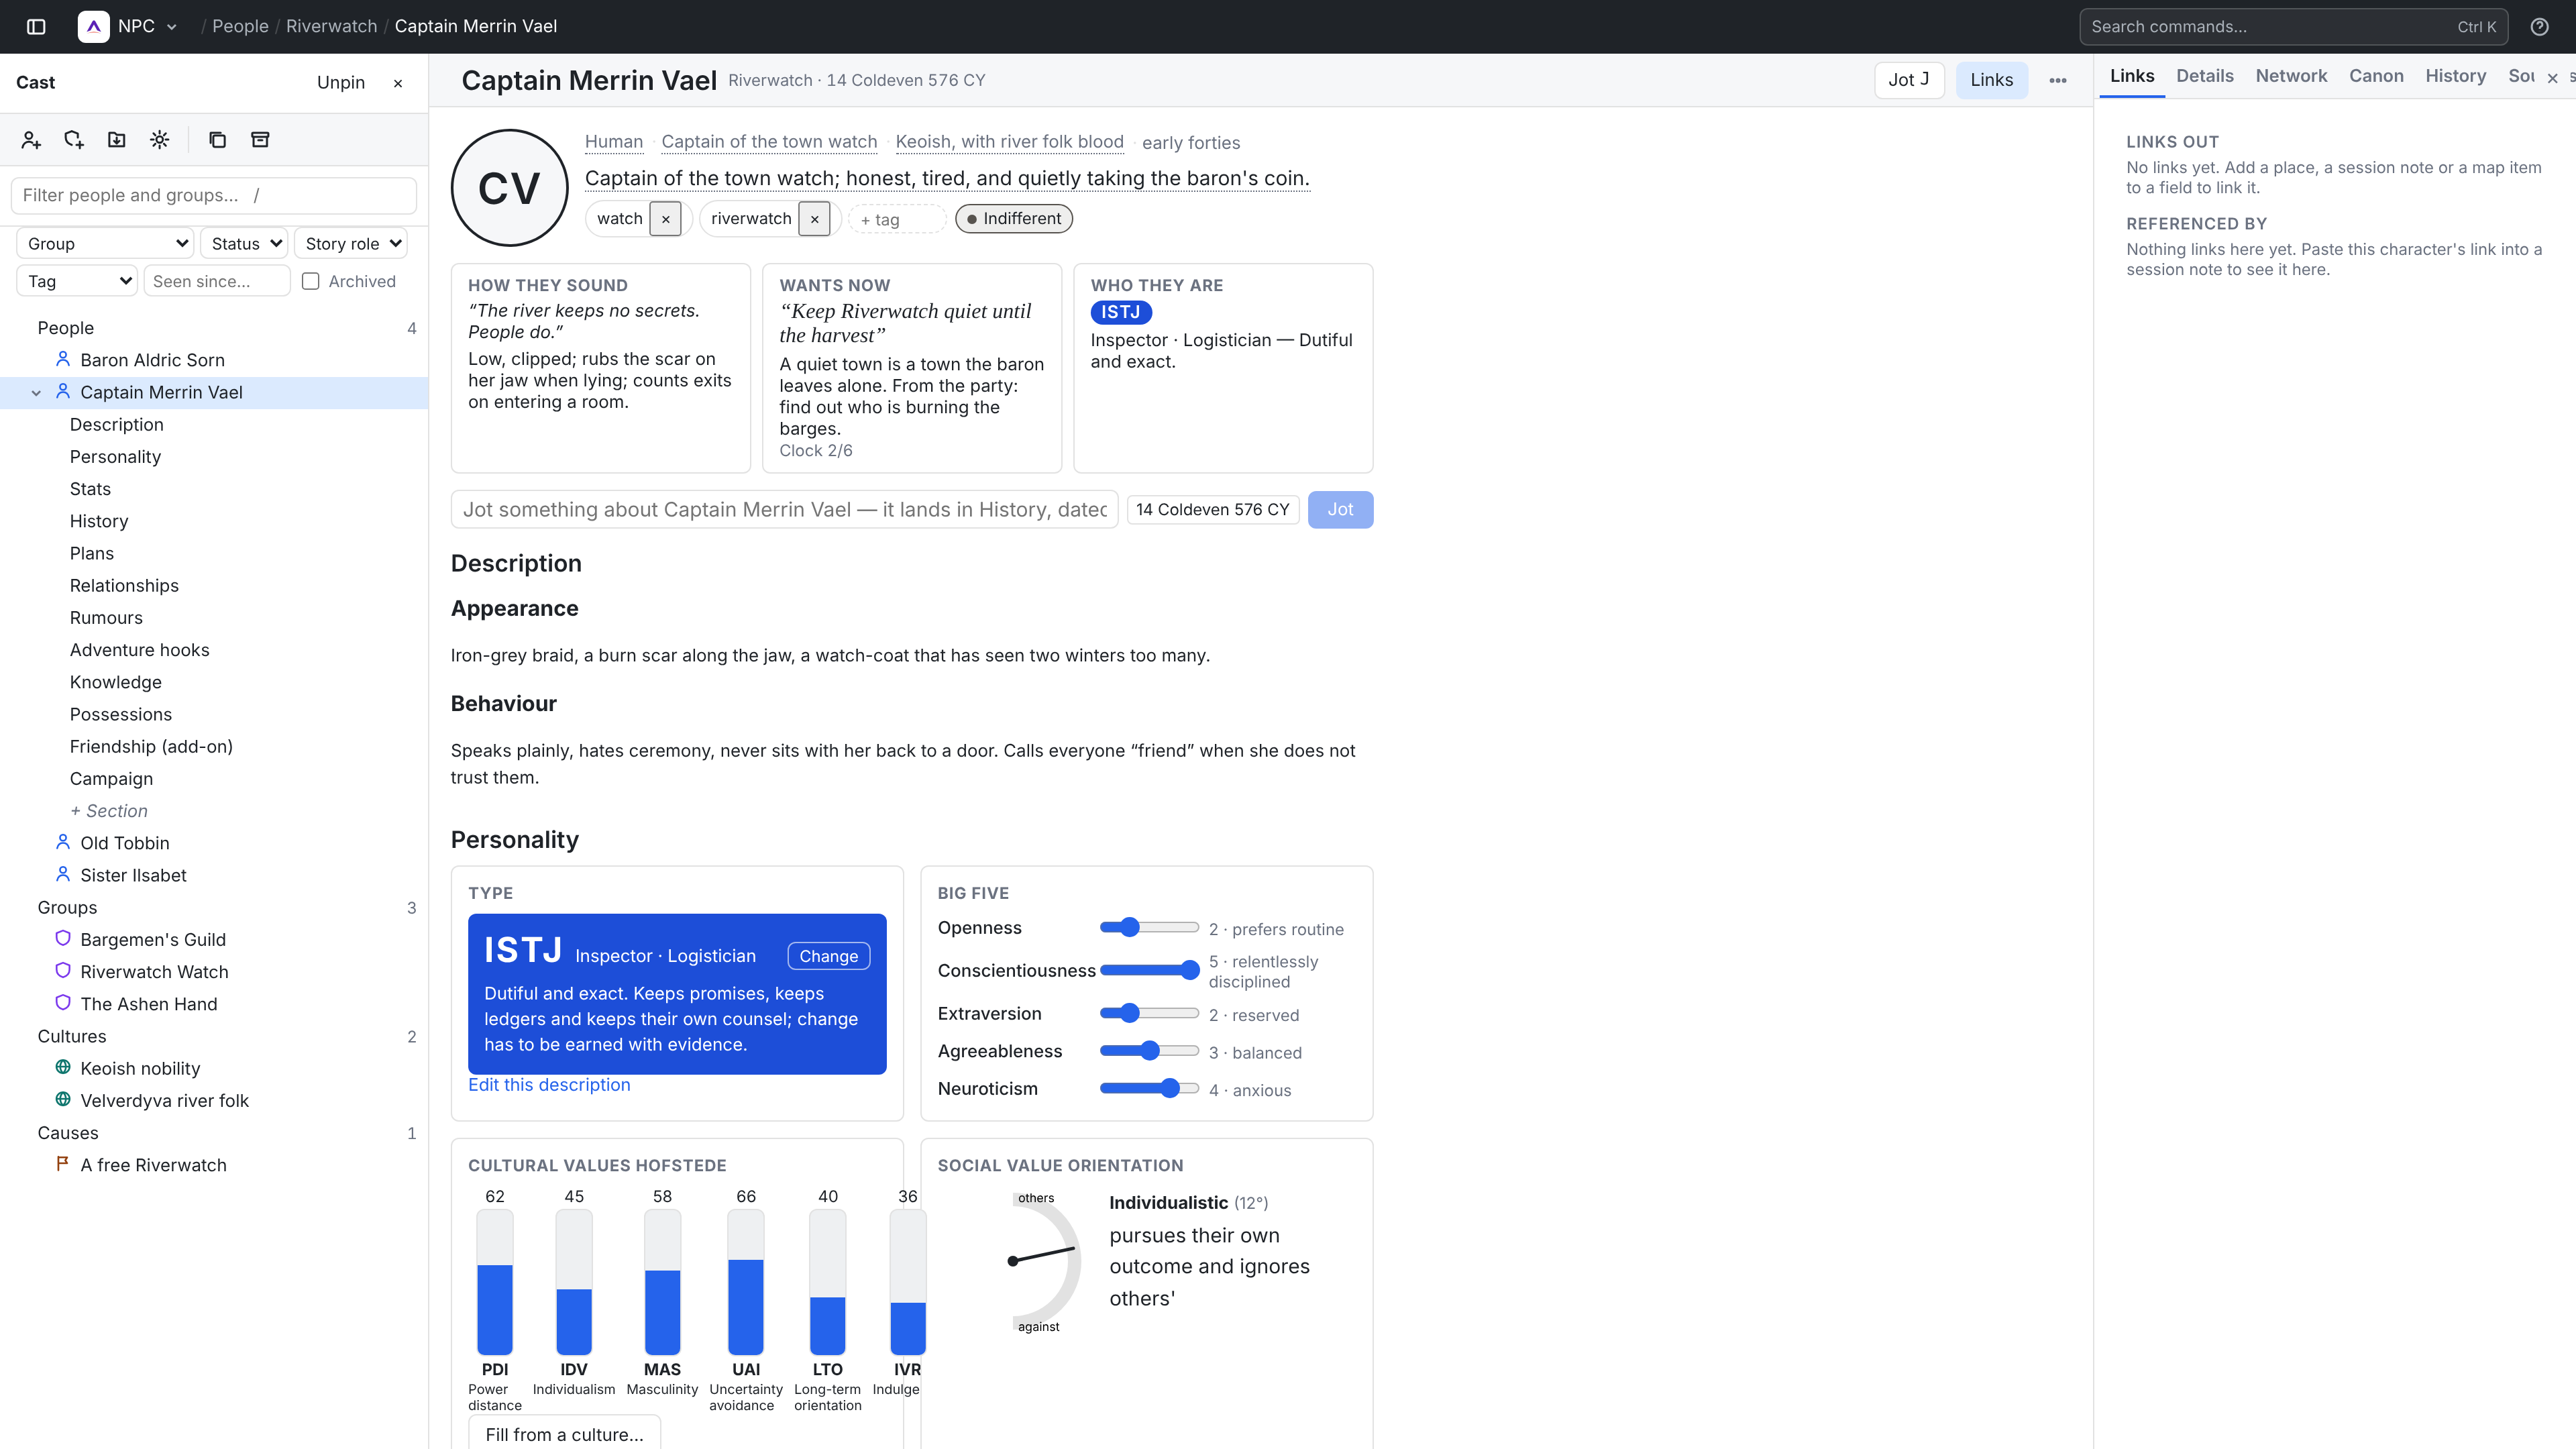 NPC / People / Riverwatch / Captain Merrin Vael
Search commands... Ctrl K
Cast Unpin ×
Filter people and groups... /
Group Status Story role
Tag Seen since... Archived
People 4
Baron Aldric Sorn
Captain Merrin Vael
Description
Personality
Stats
History
Plans
Relationships
Rumours
Adventure hooks
Knowledge
Possessions
Friendship (add-on)
Campaign
+ Section
Old Tobbin
Sister Ilsabet
Groups 3
Bargemen's Guild
Riverwatch Watch
The Ashen Hand
Cultures 2
Keoish nobility
Velverdyva river folk
Causes 1
A free Riverwatch
Captain Merrin Vael Riverwatch · 14 Coldeven 576 CY Jot J Links
CV
Human · Captain of the town watch · Keoish, with river folk blood · early forties
Captain of the town watch; honest, tired, and quietly taking the baron's coin.
watch × riverwatch × + tag Indifferent
HOW THEY SOUND
“The river keeps no secrets.
People do.”
Low, clipped; rubs the scar on
her jaw when lying; counts exits
on entering a room.
WANTS NOW
“Keep Riverwatch quiet until
the harvest”
A quiet town is a town the baron
leaves alone. From the party:
find out who is burning the
barges.
Clock 2/6
WHO THEY ARE
ISTJ
Inspector · Logistician — Dutiful
and exact.
Jot something about Captain Merrin Vael — it lands in History, dated 14 Coldeven 576 CY Jot
Description
Appearance
Iron-grey braid, a burn scar along the jaw, a watch-coat that has seen two winters too many.
Behaviour
Speaks plainly, hates ceremony, never sits with her back to a door. Calls everyone “friend” when she does not
trust them.
Personality
TYPE
ISTJ Inspector · Logistician Change
Dutiful and exact. Keeps promises, keeps
ledgers and keeps their own counsel; change
has to be earned with evidence.
Edit this description
BIG FIVE
Openness 2 · prefers routine
Conscientiousness 5 · relentlessly
disciplined
Extraversion 2 · reserved
Agreeableness 3 · balanced
Neuroticism 4 · anxious
CULTURAL VALUES HOFSTEDE
62 45 58 66 40 36
PDI IDV MAS UAI LTO IVR
Power Individualism Masculinity Uncertainty Long-term Indulge
distance avoidance orientation
Fill from a culture...
SOCIAL VALUE ORIENTATION
others
against
Individualistic (12°)
pursues their own
outcome and ignores
others'
Links Details Network Canon History Sou ×
LINKS OUT
No links yet. Add a place, a session note or a map item
to a field to link it.
REFERENCED BY
Nothing links here yet. Paste this character's link into a
session note to see it here.